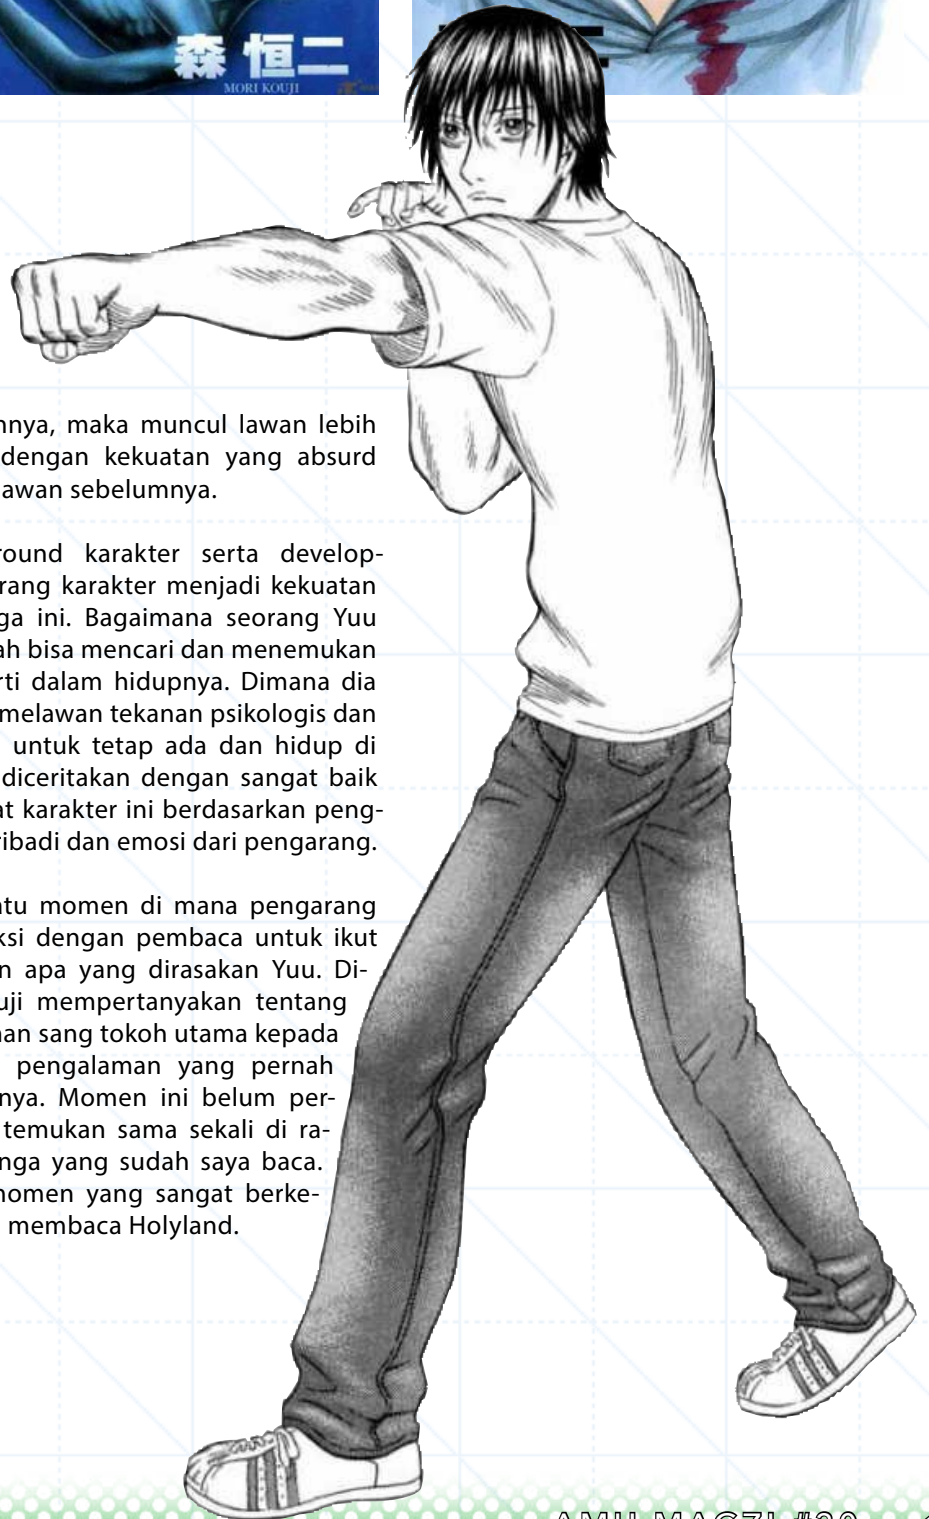 森 恒二
MORI KOUJI
nnya, maka muncul lawan lebih
dengan kekuatan yang absurd
awan sebelumnya.
round karakter serta develop-
rang karakter menjadi kekuatan
ga ini. Bagaimana seorang Yuu
ah bisa mencari dan menemukan
rti dalam hidupnya. Dimana dia
melawan tekanan psikologis dan
untuk tetap ada dan hidup di
diceritakan dengan sangat baik
at karakter ini berdasarkan peng-
ribadi dan emosi dari pengarang.
atu momen di mana pengarang
ksi dengan pembaca untuk ikut
n apa yang dirasakan Yuu. Di-
uji mempertanyakan tentang
nan sang tokoh utama kepada
pengalaman yang pernah
nya. Momen ini belum per-
temukan sama sekali di ra-
nga yang sudah saya baca.
nomen yang sangat berke-
membaca Holyland.